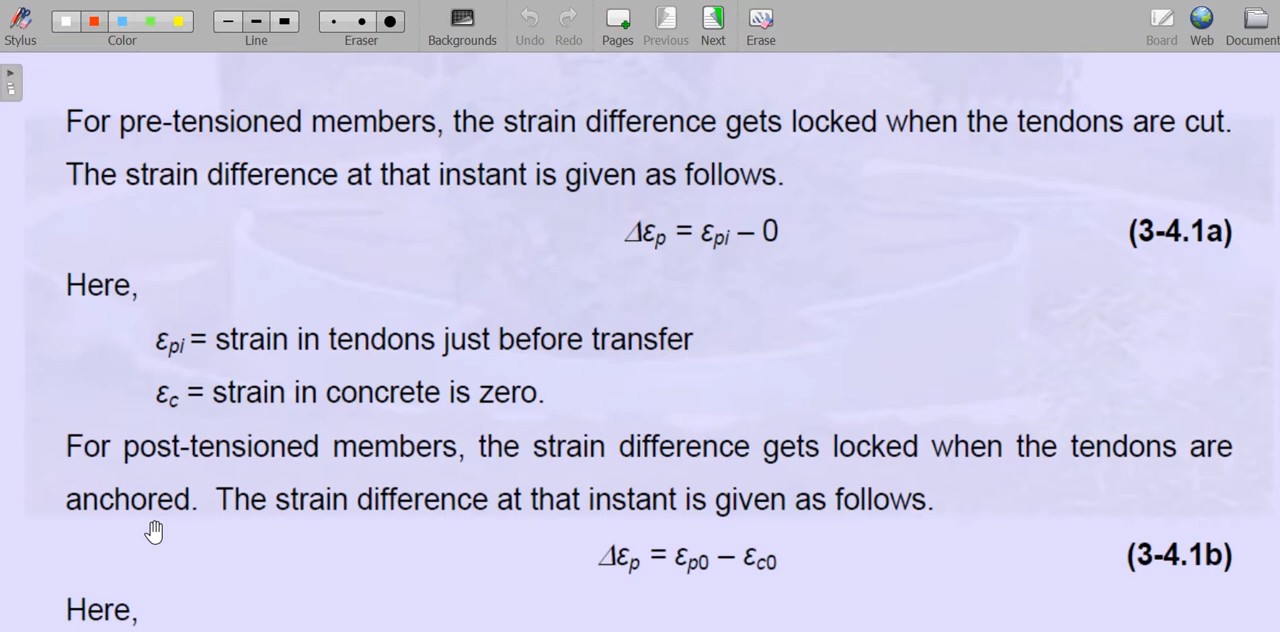 Stylus Color Line Eraser Backgrounds Undo Redo Pages Previous Next Erase Board Web Document
For pre-tensioned members, the strain difference gets locked when the tendons are cut.
The strain difference at that instant is given as follows.
Δεp = εpi – 0 (3-4.1a)
Here,
εpi = strain in tendons just before transfer
εc = strain in concrete is zero.
For post-tensioned members, the strain difference gets locked when the tendons are
anchored. The strain difference at that instant is given as follows.
Δεp = εp0 – εc0 (3-4.1b)
Here,